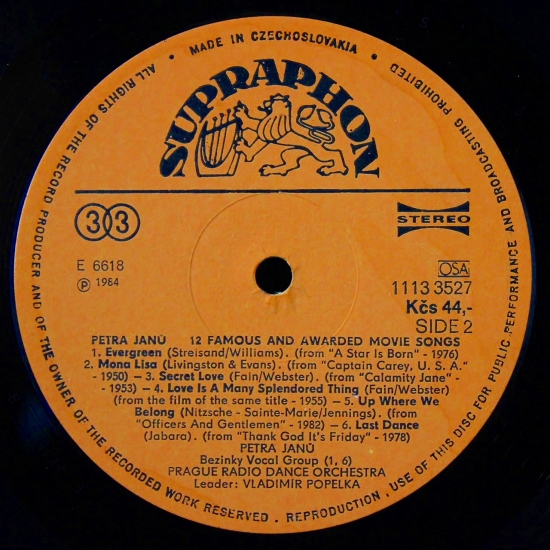 ALL RIGHTS OF THE RECORD PRODUCER AND OF THE OWNER OF THE RECORDED WORK RESERVED . REPRODUCTION, USE OF THIS DISC FOR PUBLIC PERFORMANCE AND BROADCASTING PROHIBITED
• MADE IN CZECHOSLOVAKIA •
SUPRAPHON
33
STEREO
E 6618
Ⓟ 1984
OSA
1113 3527
Kčs 44,-
SIDE 2
PETRA JANŮ 12 FAMOUS AND AWARDED MOVIE SONGS
1. Evergreen (Streisand/Williams). (from "A Star Is Born" - 1976)
2. Mona Lisa (Livingston & Evans). (from "Captain Carey, U. S. A."
- 1950) — 3. Secret Love (Fain/Webster). (from "Calamity Jane" -
- 1953) — 4. Love Is A Many Splendored Thing (Fain/Webster)
(from the film of the same title - 1955) — 5. Up Where We
Belong (Nitzsche - Sainte-Marie/Jennings). (from
"Officers And Gentlemen" - 1982) — 6. Last Dance
(Jabara). (from "Thank God It's Friday" - 1978)
PETRA JANŮ
Bezinky Vocal Group (1, 6)
PRAGUE RADIO DANCE ORCHESTRA
Leader: VLADIMIR POPELKA